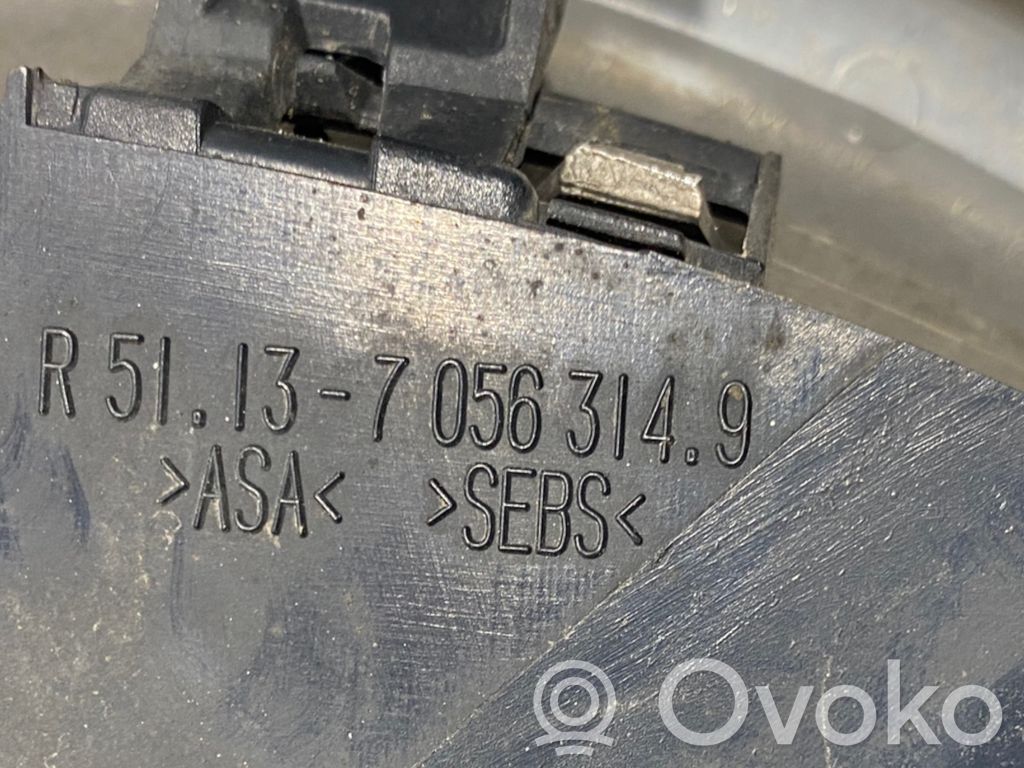 R 51.13-7 056 314.9
>ASA< >SEBS<
© Ovoko